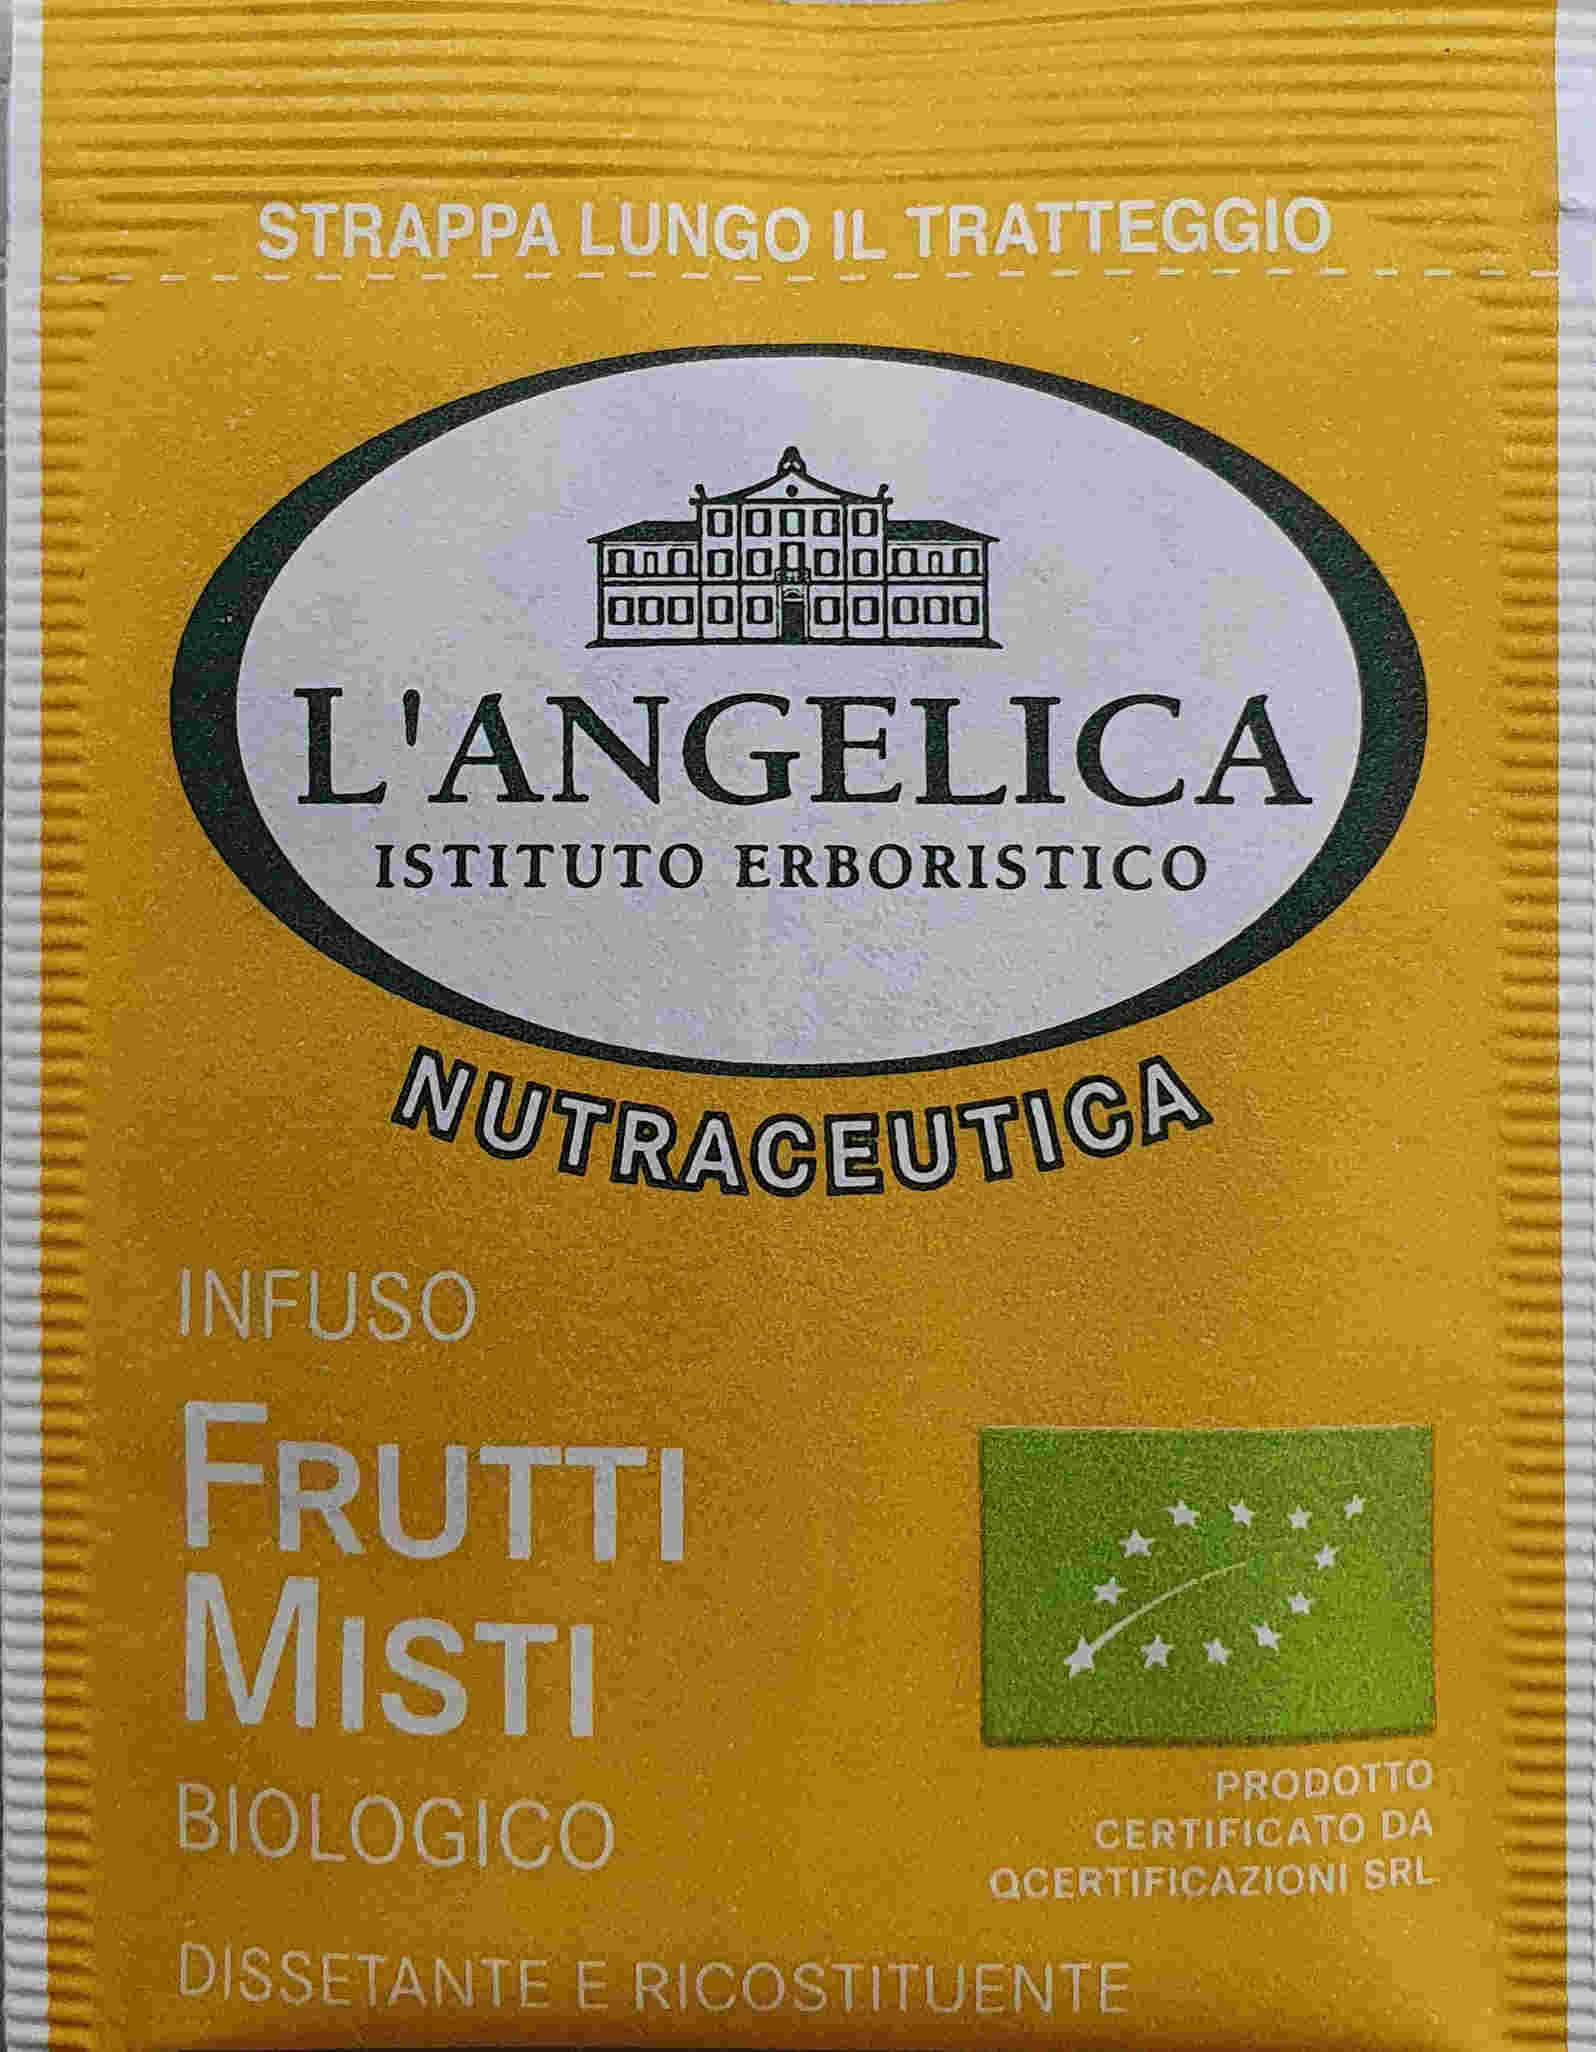 STRAPPA LUNGO IL TRATTEGGIO
L'ANGELICA
ISTITUTO ERBORISTICO
NUTRACEUTICA
INFUSO
FRUTTI
MISTI
BIOLOGICO
PRODOTTO
CERTIFICATO DA
QCERTIFICAZIONI SRL
DISSETANTE E RICOSTITUENTE